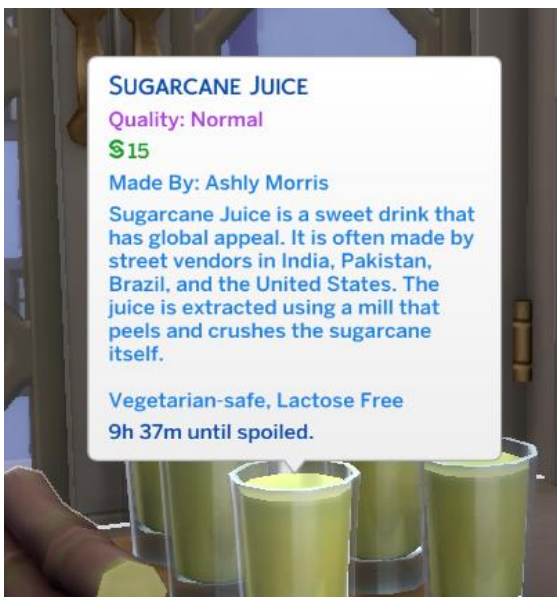 Sugarcane Juice
Quality: Normal
§15
Made By: Ashly Morris
Sugarcane Juice is a sweet drink that
has global appeal. It is often made by
street vendors in India, Pakistan,
Brazil, and the United States. The
juice is extracted using a mill that
peels and crushes the sugarcane
itself.
Vegetarian-safe, Lactose Free
9h 37m until spoiled.